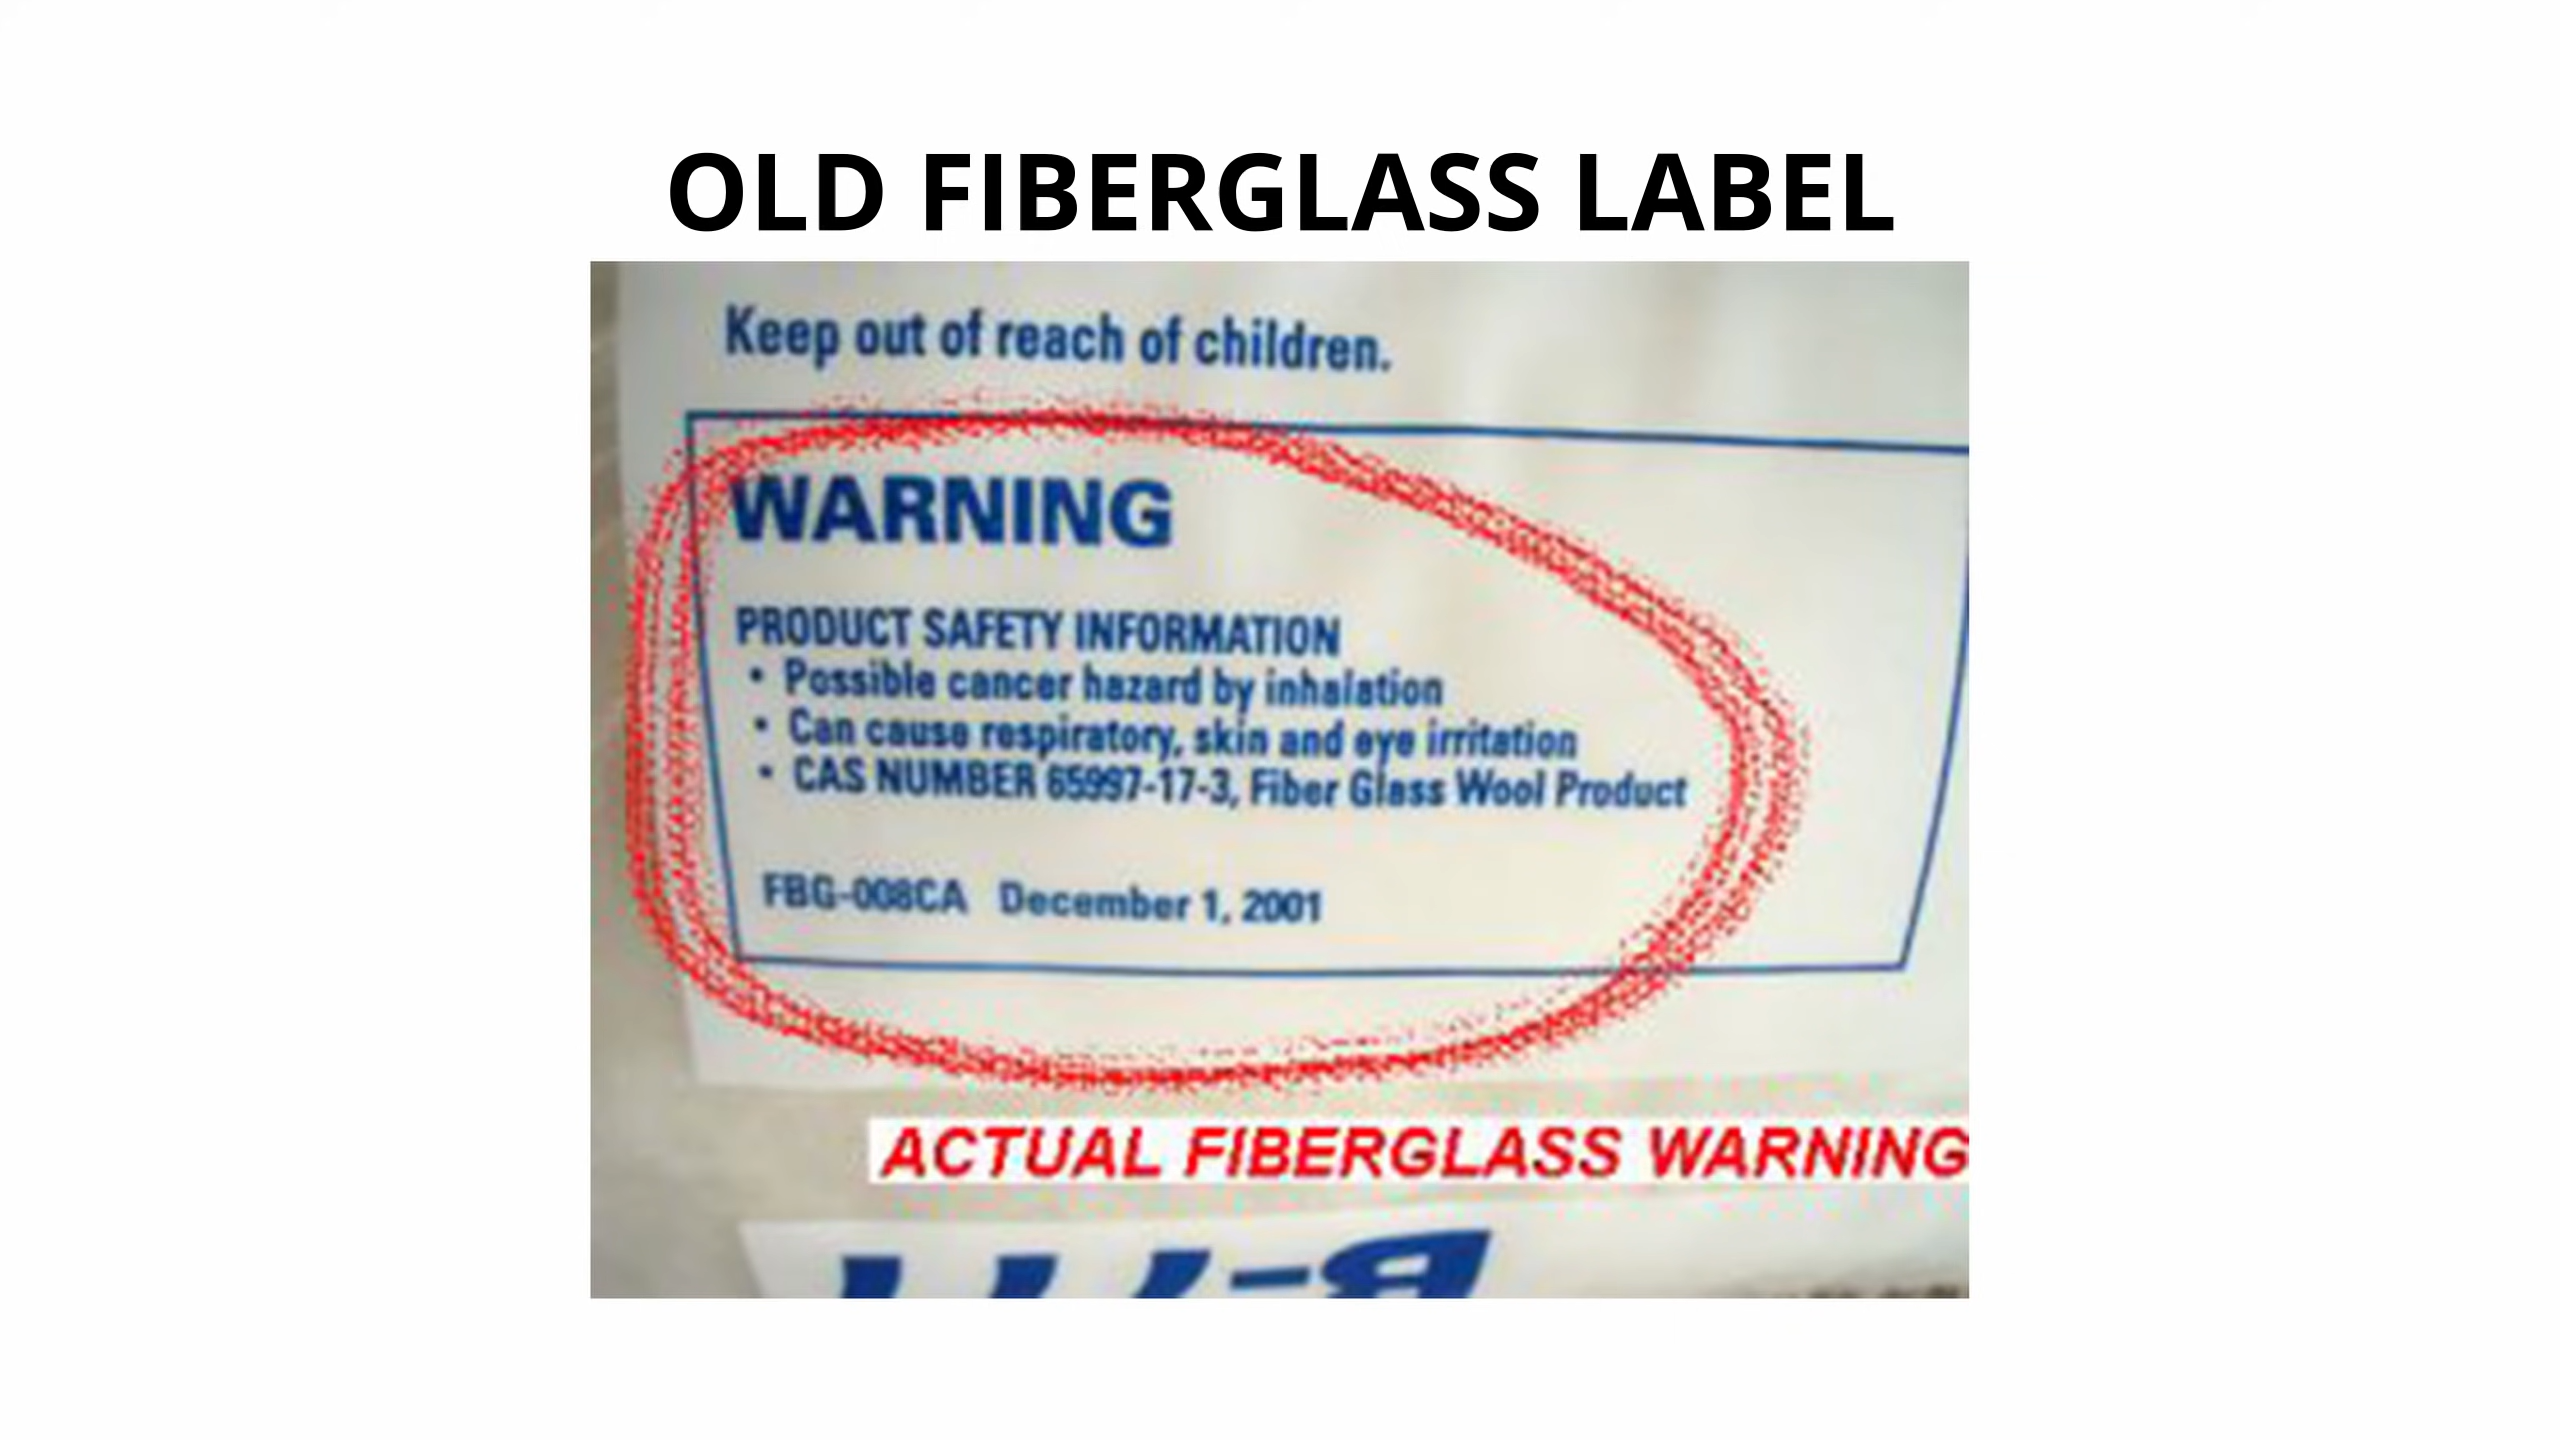 OLD FIBERGLASS LABEL
Keep out of reach of children.
WARNING
PRODUCT SAFETY INFORMATION
• Possible cancer hazard by inhalation
• Can cause respiratory, skin and eye irritation
• CAS NUMBER 65997-17-3, Fiber Glass Wool Product
FBG-008CA December 1, 2001
ACTUAL FIBERGLASS WARNING